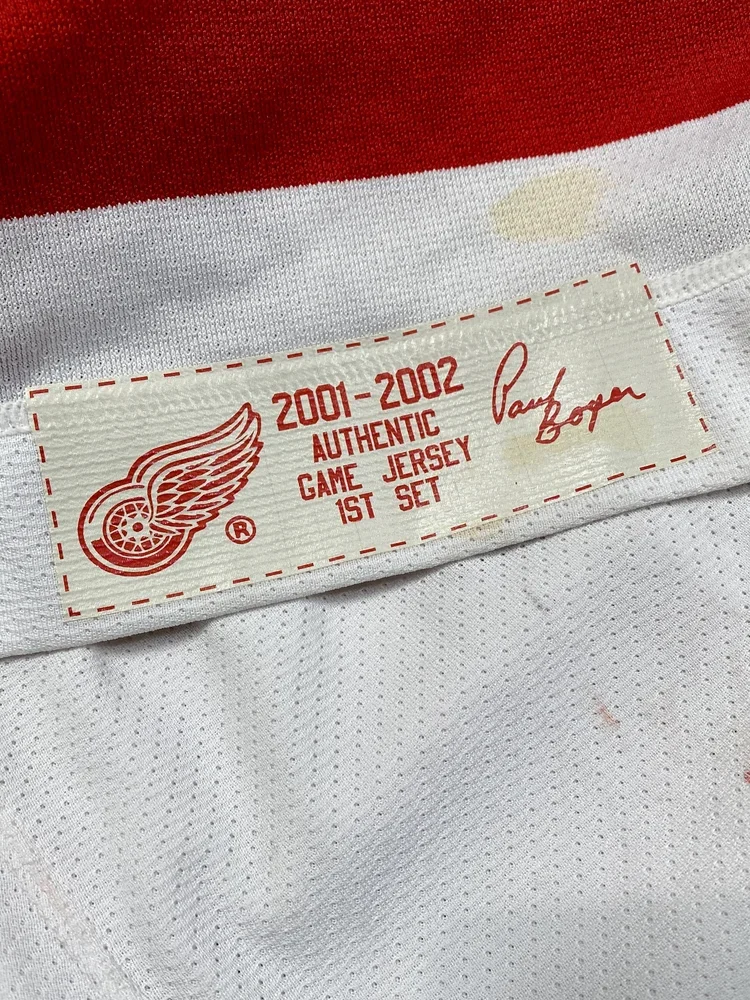 2001-2002
AUTHENTIC
GAME JERSEY
1ST SET
Paul
Boyer
®